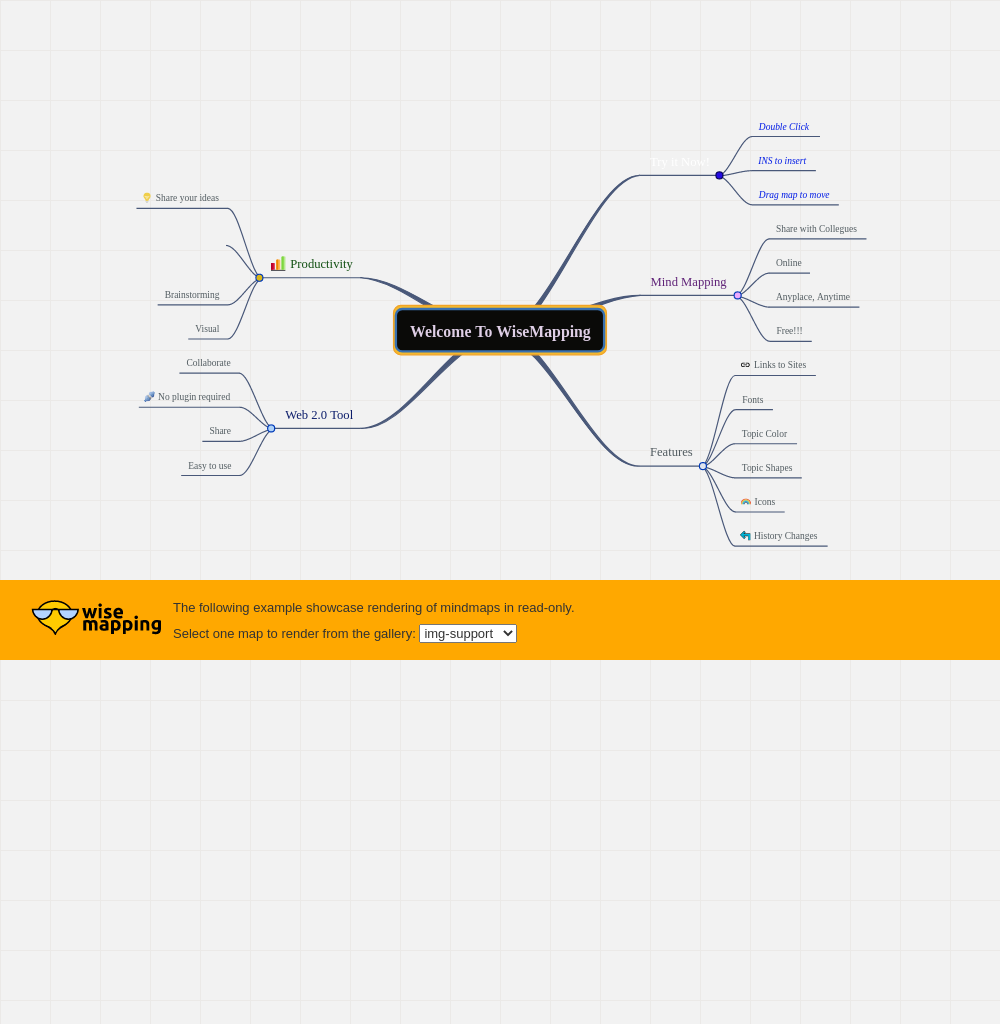 Double Click
Try it Now!
INS to insert
Drag map to move
Share your ideas
Share with Collegues
Productivity
Online
Mind Mapping
Brainstorming
Anyplace, Anytime
Visual
Welcome To WiseMapping
Free!!!
Collaborate
Links to Sites
No plugin required
Fonts
Web 2.0 Tool
Share
Topic Color
Features
Easy to use
Topic Shapes
Icons
History Changes
wise
mapping
The following example showcase rendering of mindmaps in read-only.
Select one map to render from the gallery: img-support